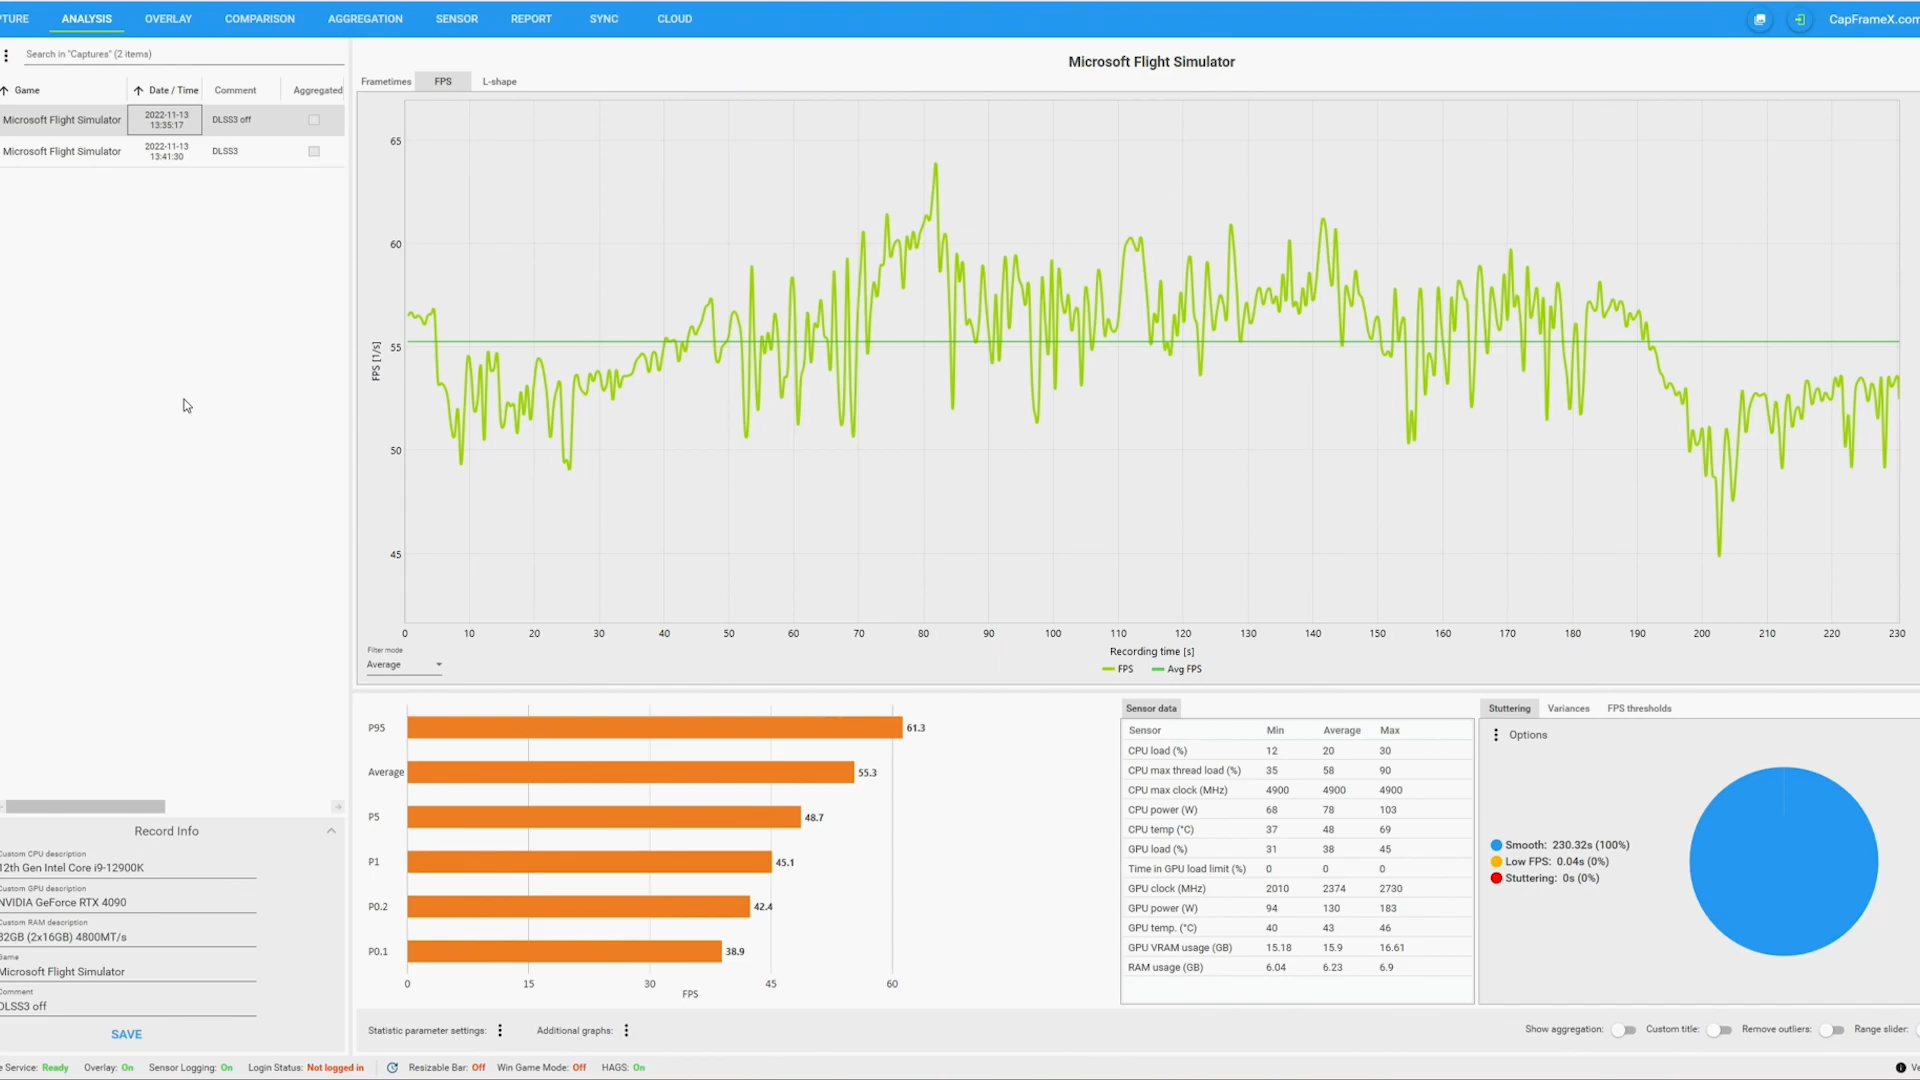 TURE ANALYSIS OVERLAY COMPARISON AGGREGATION SENSOR REPORT SYNC CLOUD CapFrameX.com
Search in "Captures" (2 items)
Game Date / Time Comment Aggregated
Microsoft Flight Simulator 2022-11-13 13:35:17 DLSS3 off
Microsoft Flight Simulator 2022-11-13 13:41:30 DLSS3
Record Info
Custom CPU description
12th Gen Intel Core i9-12900K
Custom GPU description
NVIDIA GeForce RTX 4090
Custom RAM description
32GB (2x16GB) 4800MT/s
Game
Microsoft Flight Simulator
Comment
DLSS3 off
SAVE
Microsoft Flight Simulator
Frametimes FPS L-shape
65
60
55
50
45
FPS [1/s]
0 10 20 30 40 50 60 70 80 90 100 110 120 130 140 150 160 170 180 190 200 210 220 230
Recording time [s]
FPS Avg FPS
Filter mode
Average
P95 61.3
Average 55.3
P5 48.7
P1 45.1
P0.2 42.4
P0.1 38.9
0 15 30 45 60
FPS
Sensor data
Sensor Min Average Max
CPU load (%) 12 20 30
CPU max thread load (%) 35 58 90
CPU max clock (MHz) 4900 4900 4900
CPU power (W) 68 78 103
CPU temp (°C) 37 48 69
GPU load (%) 31 38 45
Time in GPU load limit (%) 0 0 0
GPU clock (MHz) 2010 2374 2730
GPU power (W) 94 130 183
GPU temp. (°C) 40 43 46
GPU VRAM usage (GB) 15.18 15.9 16.61
RAM usage (GB) 6.04 6.23 6.9
Stuttering Variances FPS thresholds
Options
Smooth: 230.32s (100%)
Low FPS: 0.04s (0%)
Stuttering: 0s (0%)
Statistic parameter settings: Additional graphs: Show aggregation: Custom title: Remove outliers: Range slider:
e Service: Ready Overlay: On Sensor Logging: On Login Status: Not logged in Resizable Bar: Off Win Game Mode: Off HAGS: On Ve